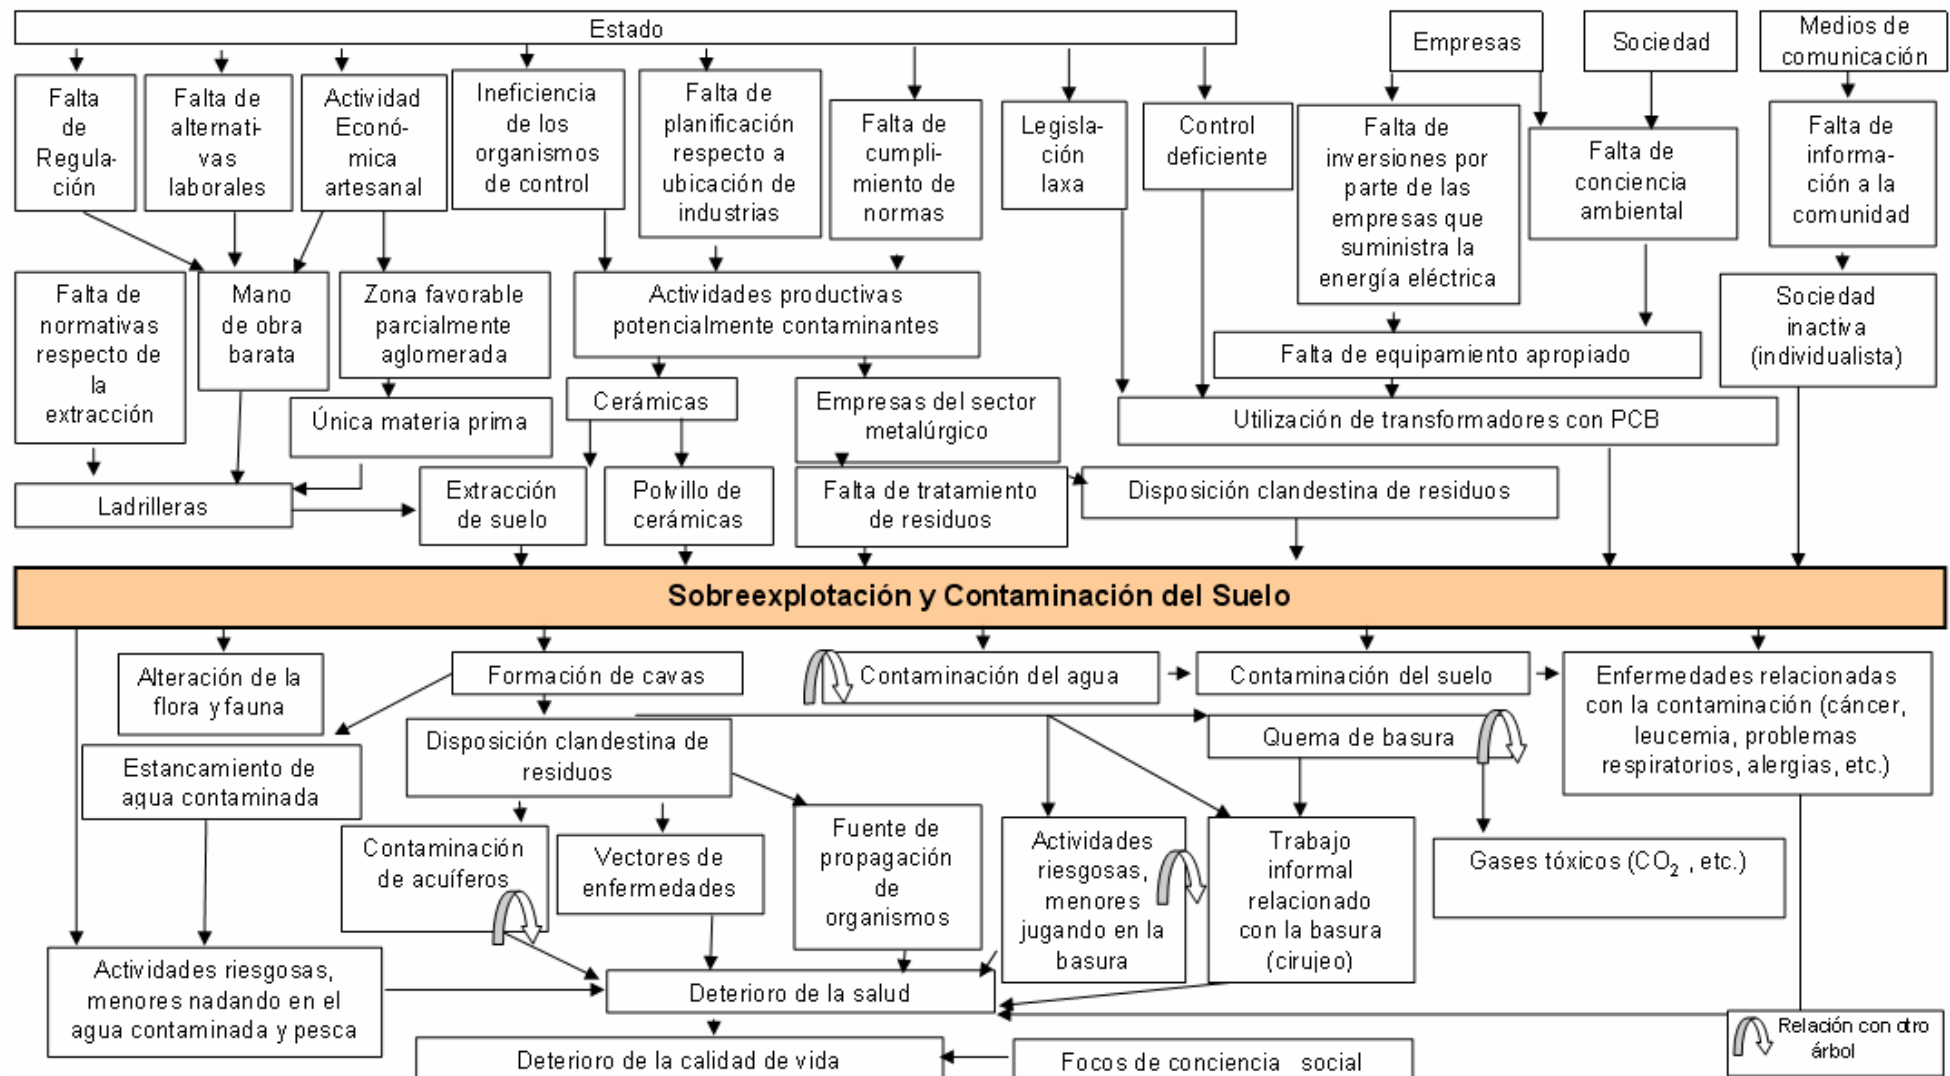 Estado
Empresas
Sociedad
Medios de
comunicación
Falta
de
Regula-
ción
Falta de
alternati-
vas
laborales
Actividad
Econó-
mica
artesanal
Ineficiencia
de los
organismos
de control
Falta de
planificación
respecto a
ubicación de
industrias
Falta de
cumpli-
miento de
normas
Legisla-
ción
laxa
Control
deficiente
Falta de
inversiones por
parte de las
empresas que
suministra la
energía eléctrica
Falta de
conciencia
ambiental
Falta de
informa-
ción a la
comunidad
Falta de
normativas
respecto de
la
extracción
Mano
de obra
barata
Zona favorable
parcialmente
aglomerada
Actividades productivas
potencialmente contaminantes
Falta de equipamiento apropiado
Sociedad
inactiva
(individualista)
Única materia prima
Cerámicas
Empresas del sector
metalúrgico
Utilización de transformadores con PCB
Ladrilleras
Extracción
de suelo
Polvillo de
cerámicas
Falta de tratamiento
de residuos
Disposición clandestina de residuos
Sobreexplotación y Contaminación del Suelo
Alteración de la
flora y fauna
Formación de cavas
Contaminación del agua
Contaminación del suelo
Enfermedades relacionadas
con la contaminación (cáncer,
leucemia, problemas
respiratorios, alergias, etc.)
Estancamiento de
agua contaminada
Disposición clandestina de
residuos
Quema de basura
Contaminación
de acuíferos
Vectores de
enfermedades
Fuente de
propagación
de
organismos
Actividades
riesgosas,
menores
jugando en la
basura
Trabajo
informal
relacionado
con la basura
(cirujeo)
Gases tóxicos (CO₂ , etc.)
Actividades riesgosas,
menores nadando en el
agua contaminada y pesca
Deterioro de la salud
Deterioro de la calidad de vida
Focos de conciencia social
Relación con otro
árbol